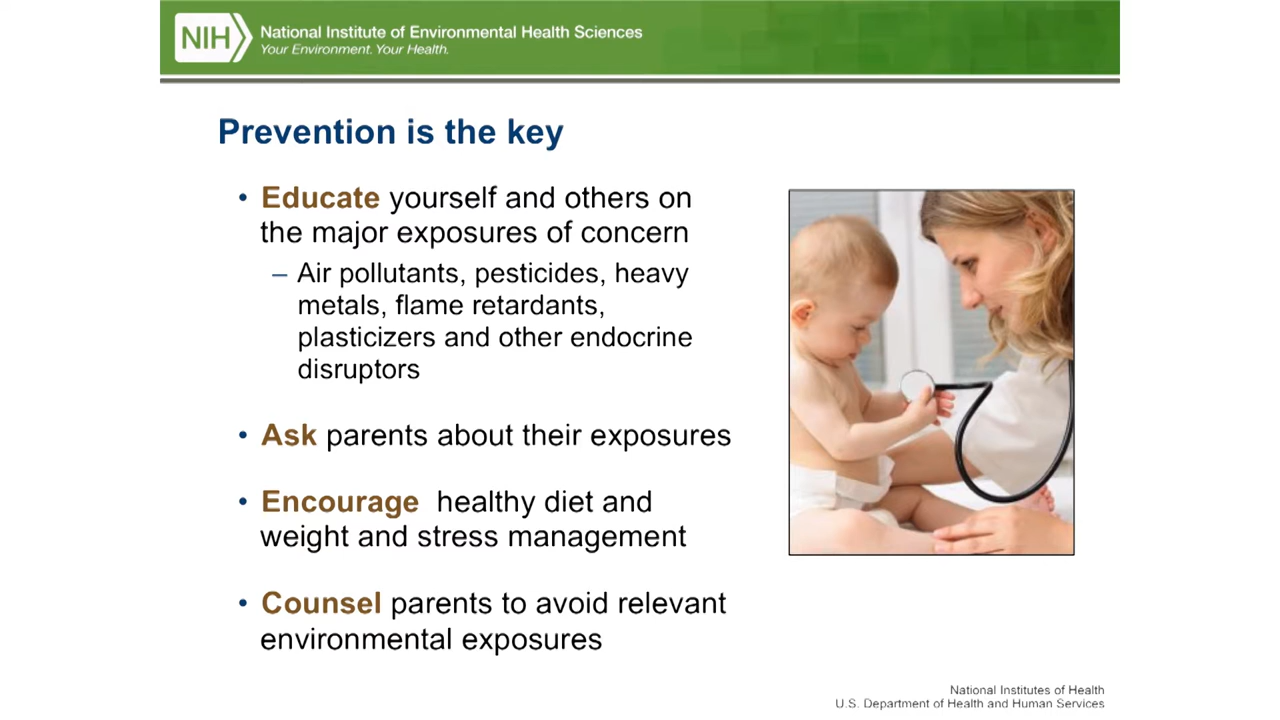 NIH
National Institute of Environmental Health Sciences
Your Environment. Your Health.
Prevention is the key
• Educate yourself and others on
the major exposures of concern
– Air pollutants, pesticides, heavy
metals, flame retardants,
plasticizers and other endocrine
disruptors
• Ask parents about their exposures
• Encourage healthy diet and
weight and stress management
• Counsel parents to avoid relevant
environmental exposures
National Institutes of Health
U.S. Department of Health and Human Services